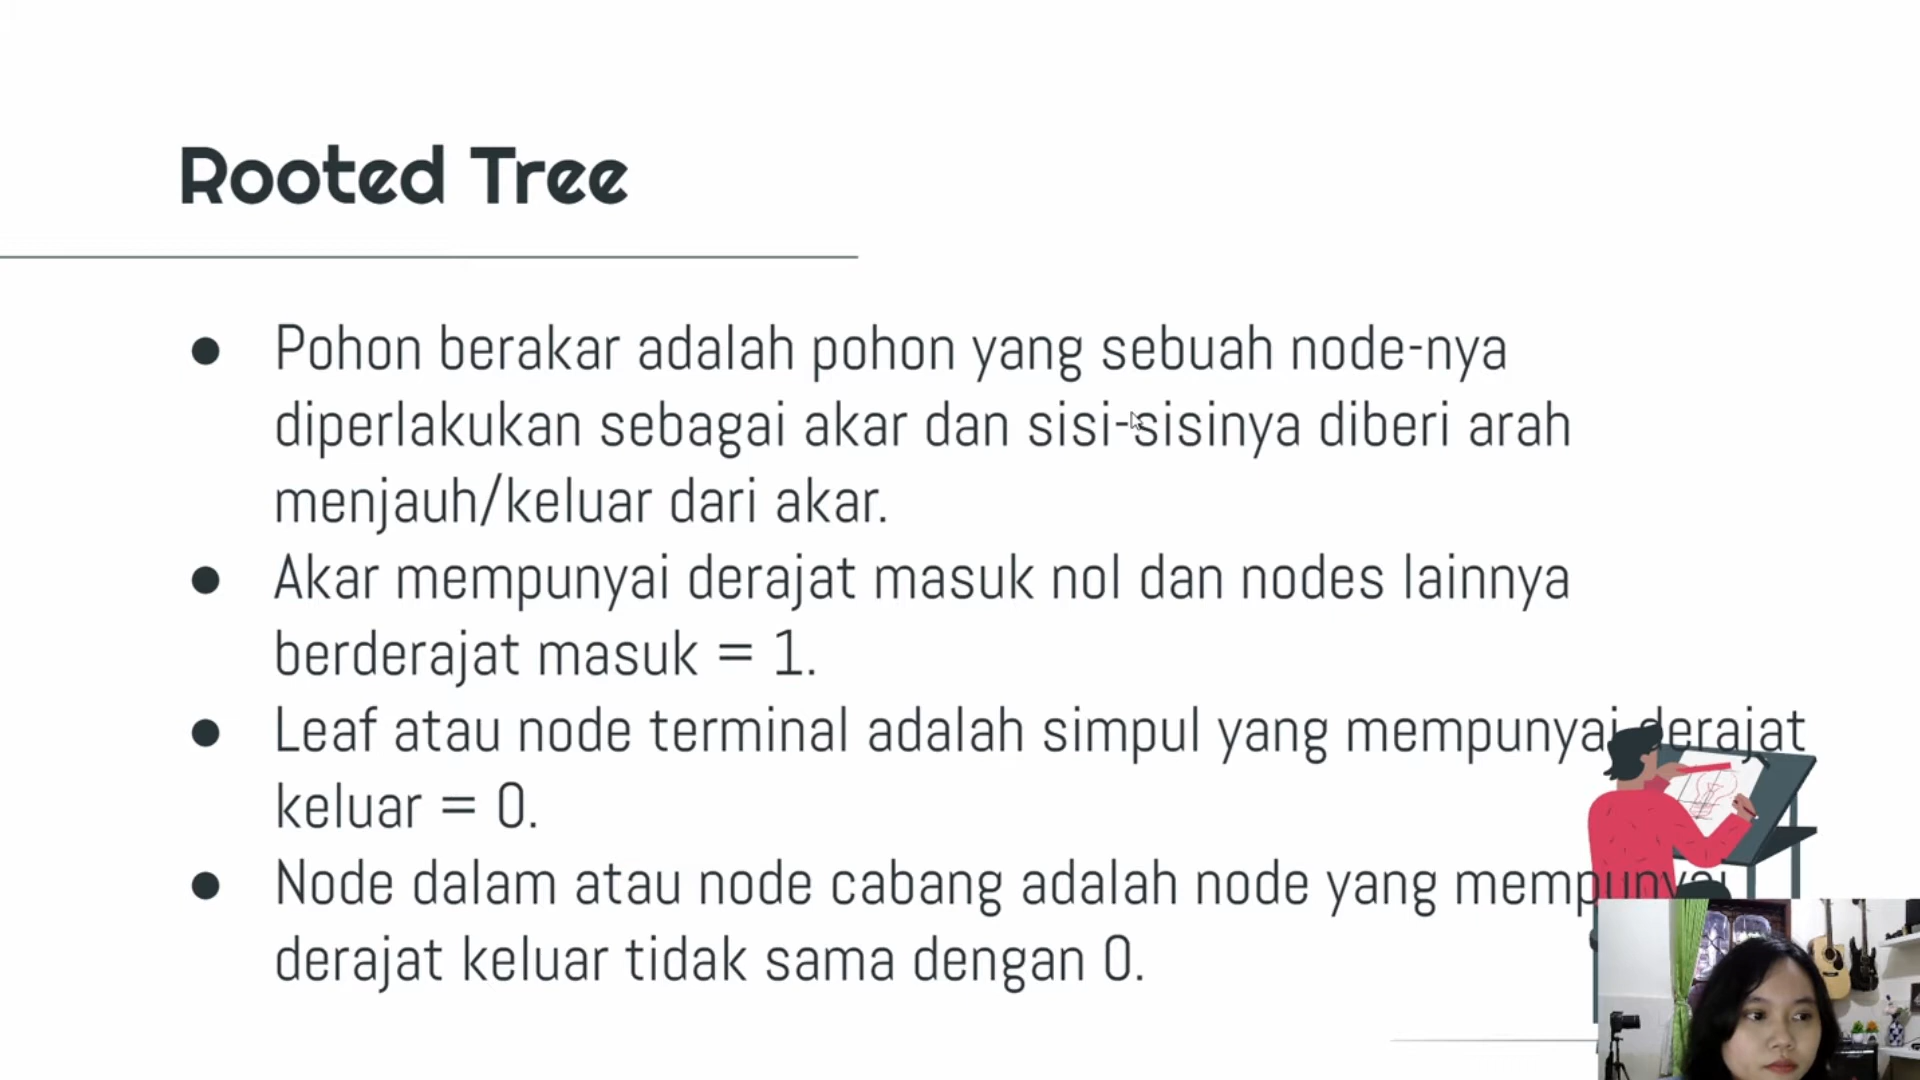 Rooted Tree
● Pohon berakar adalah pohon yang sebuah node-nya
diperlakukan sebagai akar dan sisi-sisinya diberi arah
menjauh/keluar dari akar.
● Akar mempunyai derajat masuk nol dan nodes lainnya
berderajat masuk = 1.
● Leaf atau node terminal adalah simpul yang mempunyai derajat
keluar = 0.
● Node dalam atau node cabang adalah node yang mempunyai
derajat keluar tidak sama dengan 0.